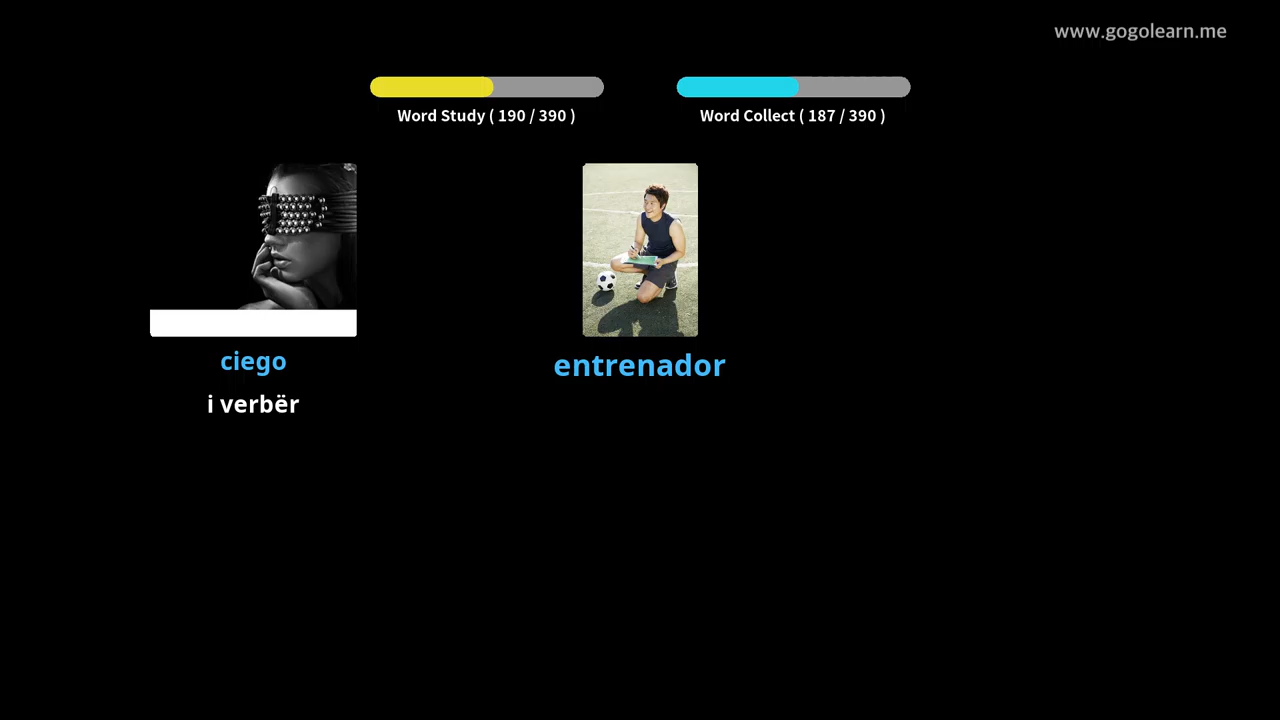 www.gogolearn.me
Word Study ( 190 / 390 )
Word Collect ( 187 / 390 )
ciego
entrenador
i verbër